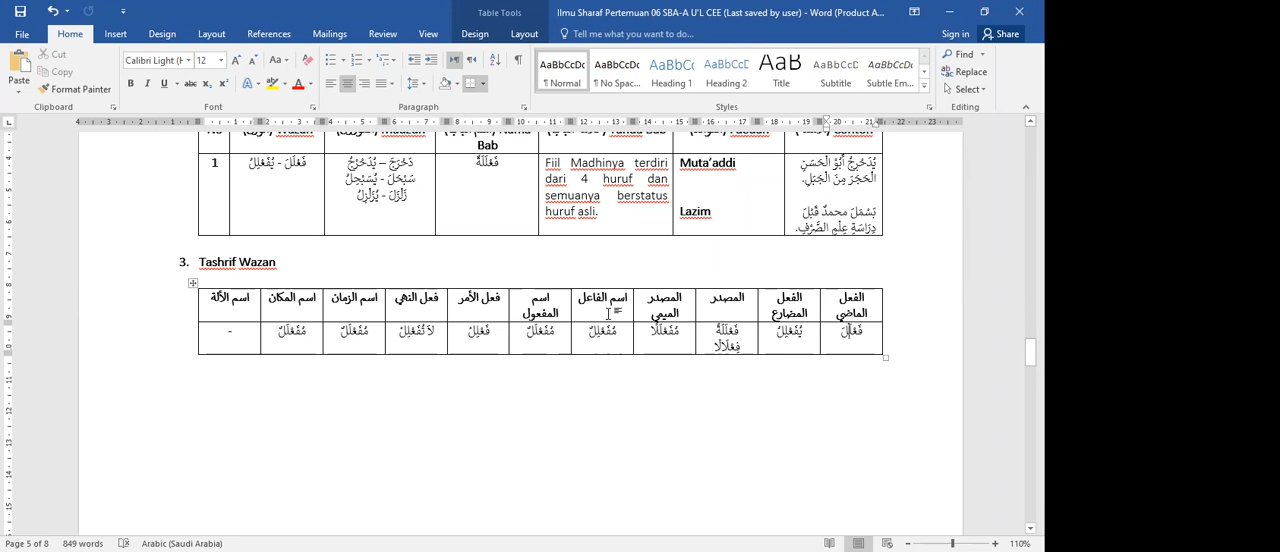 Table Tools
Ilmu Sharaf Pertemuan 06 SBA-A U'L CEE (Last saved by user) - Word (Product A...
File Home Insert Design Layout References Mailings Review View Design Layout Tell me what you want to do... Sign in Share
Paste Cut Copy Format Painter
Calibri Light (H 12
AaBbCcDc AaBbCcDc AaBbCc AaBbCcD AaB AaBbCcD AaBbCcDc
¶ Normal ¶ No Spac... Heading 1 Heading 2 Title Subtitle Subtle Em...
Find Replace Select
Clipboard Font Paragraph Styles Editing
Bab
1
فَعْلَلَ - يُفَعْلِلُ
دَحْرَجَ – يُدَحْرِجُ
سَبْحَلَ - يُسَبْحِلُ
زَلْزَلَ - يُزَلْزِلُ
فَعْلَلَةٌ
Fiil Madhinya terdiri
dari 4 huruf dan
semuanya berstatus
huruf asli.
Muta'addi
Lazim
يُدَحْرِجُ أَبُوْ الْحَسَنِ
الْحَجَرَ مِنَ الْجَبَلِ.
بَسْمَلَ محمدٌ قَبْلَ
دِرَاسَةِ عِلْمِ الصَّرْفِ.
3. Tashrif Wazan
الفعل الماضي
الفعل المضارع
المصدر
المصدر الميمي
اسم الفاعل
اسم المفعول
فعل الأمر
فعل النهي
اسم الزمان
اسم المكان
اسم الألة
فَعْلَلَ
يُفَعْلِلُ
فَعْلَلَةٌ
فِعْلَالًا
مُفَعْلَلًا
مُفَعْلِلٌ
مُفَعْلَلٌ
فَعْلِلْ
لاَ تُفَعْلِلْ
مُفَعْلَلٌ
مُفَعْلَلٌ
-
Page 5 of 8 849 words Arabic (Saudi Arabia) 110%